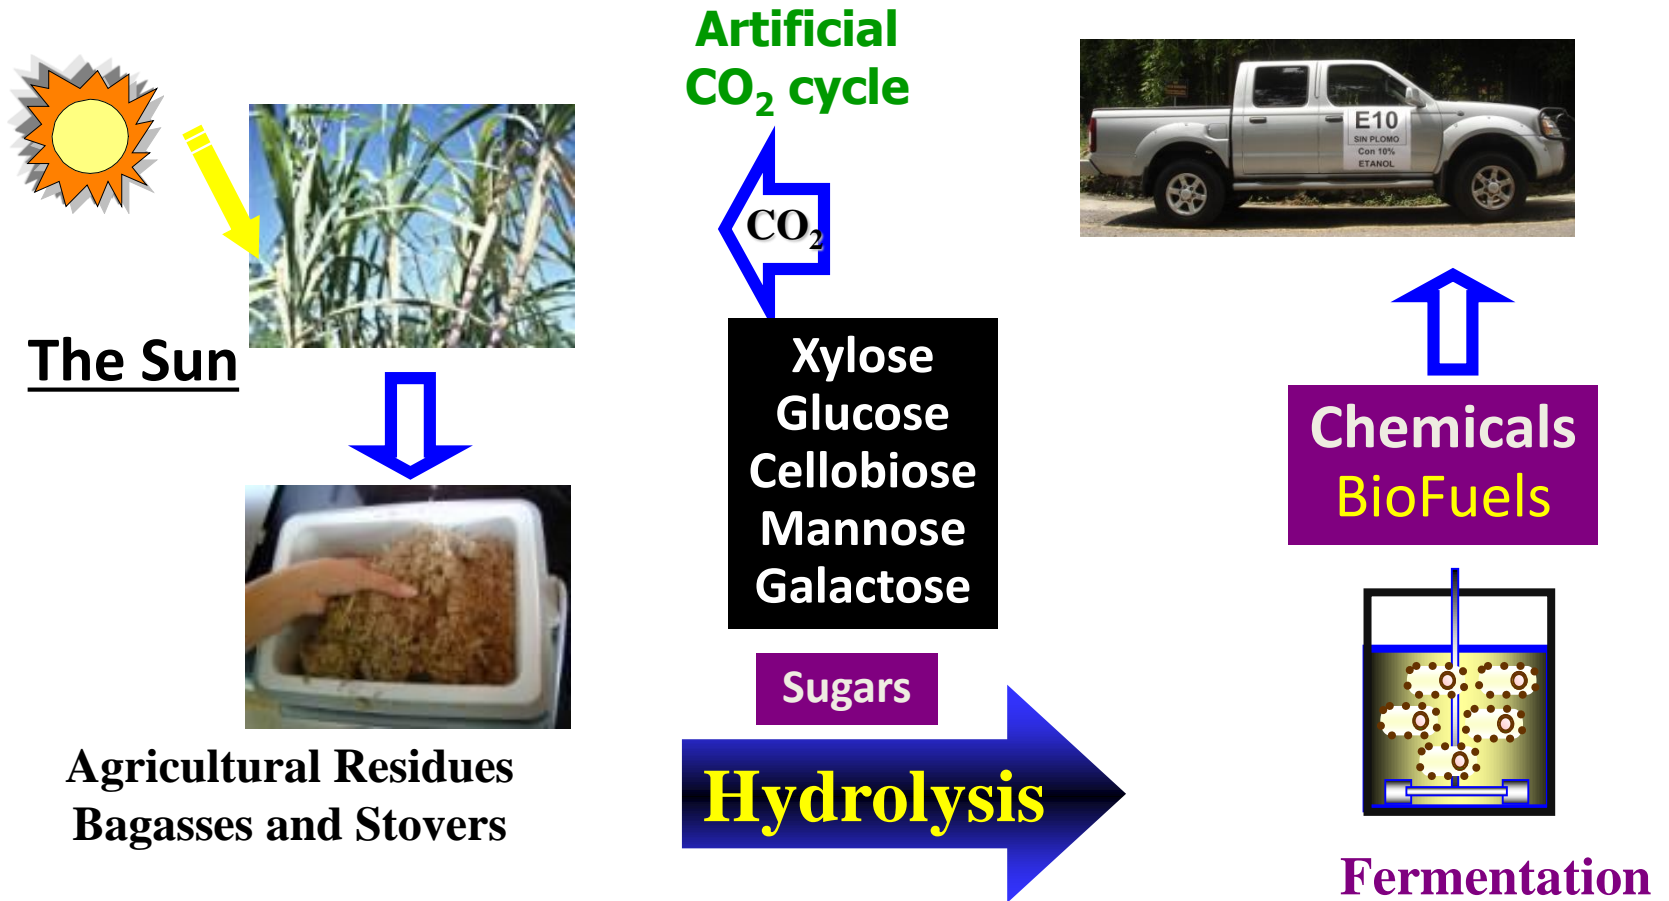 Artificial
CO₂ cycle
E10
SIN PLOMO
Con 10%
ETANOL
CO₂
The Sun
Xylose
Glucose
Cellobiose
Mannose
Galactose
Chemicals
BioFuels
Sugars
Agricultural Residues
Bagasses and Stovers
Hydrolysis
Fermentation